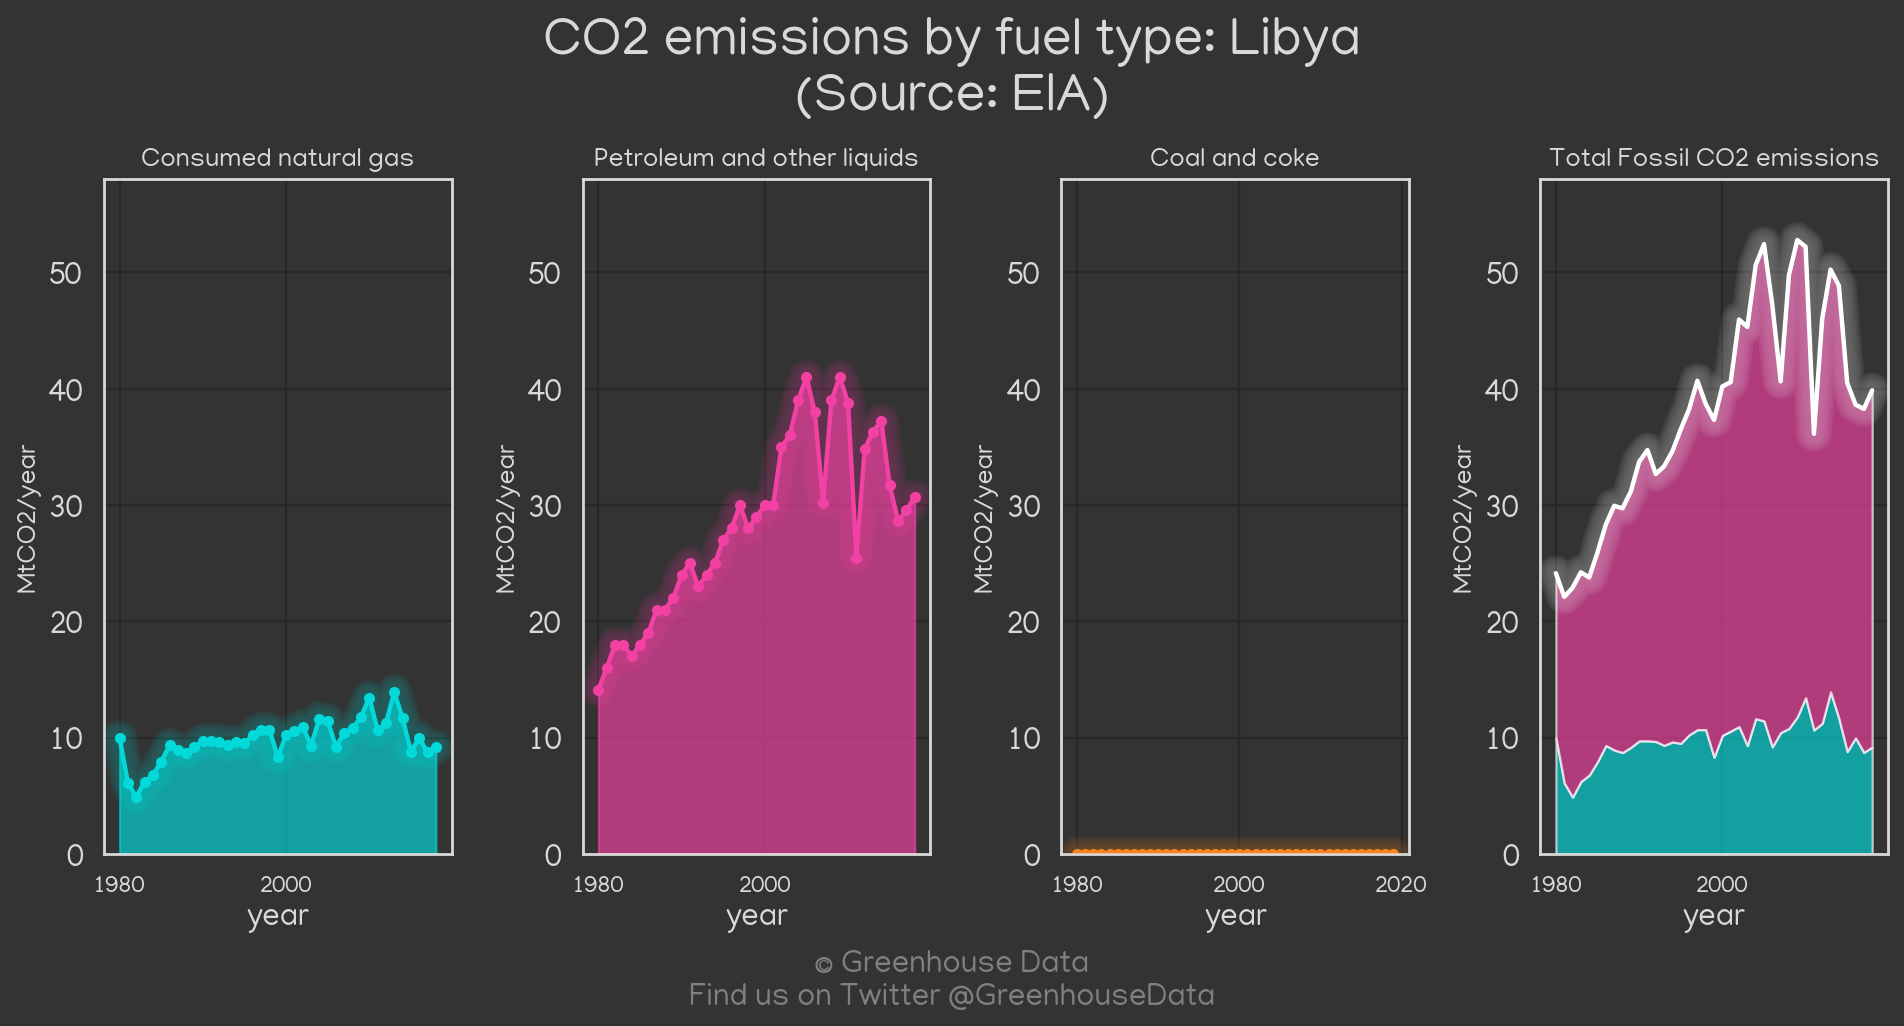 CO2 emissions by fuel type: Libya
(Source: EIA)
Consumed natural gas
Petroleum and other liquids
Coal and coke
Total Fossil CO2 emissions
MtCO2/year
50
40
30
20
10
0
1980
2000
year
MtCO2/year
50
40
30
20
10
0
1980
2000
year
MtCO2/year
50
40
30
20
10
0
1980
2000
2020
year
MtCO2/year
50
40
30
20
10
0
1980
2000
year
© Greenhouse Data
Find us on Twitter @GreenhouseData